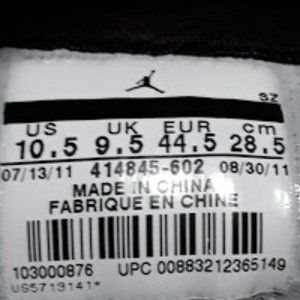 SZ
US UK EUR cm
10.5 9.5 44.5 28.5
07/13/11 414845-602 08/30/11
MADE IN CHINA
FABRIQUE EN CHINE
103000876 UPC 00883212365149
US5713141*